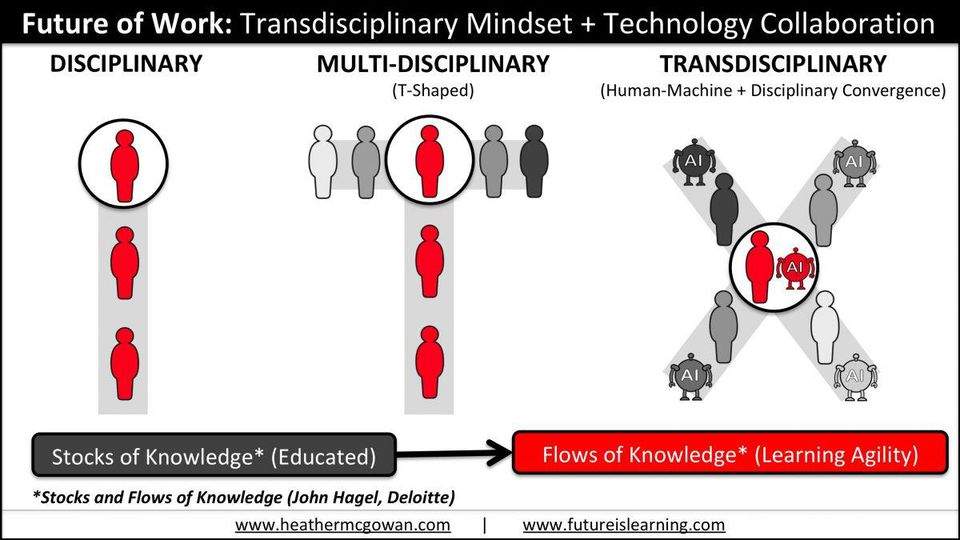 Future of Work: Transdisciplinary Mindset + Technology Collaboration
DISCIPLINARY
MULTI-DISCIPLINARY
(T-Shaped)
TRANSDISCIPLINARY
(Human-Machine + Disciplinary Convergence)
AI
AI
AI
AI
AI
Stocks of Knowledge* (Educated)
Flows of Knowledge* (Learning Agility)
*Stocks and Flows of Knowledge (John Hagel, Deloitte)
www.heathermcgowan.com | www.futureislearning.com